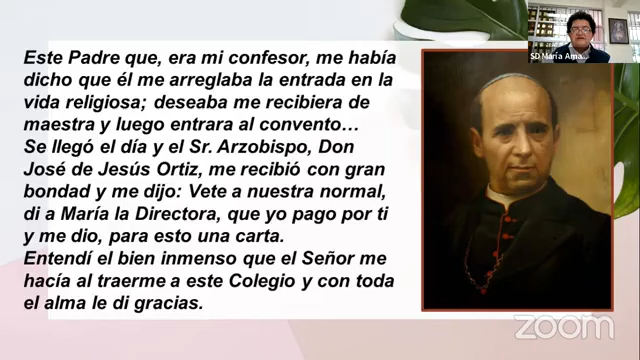 Este Padre que, era mi confesor, me había
dicho que él me arreglaba la entrada en la
vida religiosa; deseaba me recibiera de
maestra y luego entrara al convento…
Se llegó el día y el Sr. Arzobispo, Don
José de Jesús Ortiz, me recibió con gran
bondad y me dijo: Vete a nuestra normal,
di a María la Directora, que yo pago por ti
y me dio, para esto una carta.
Entendí el bien inmenso que el Señor me
hacía al traerme a este Colegio y con toda
el alma le di gracias.
SD María Ama...
zoom